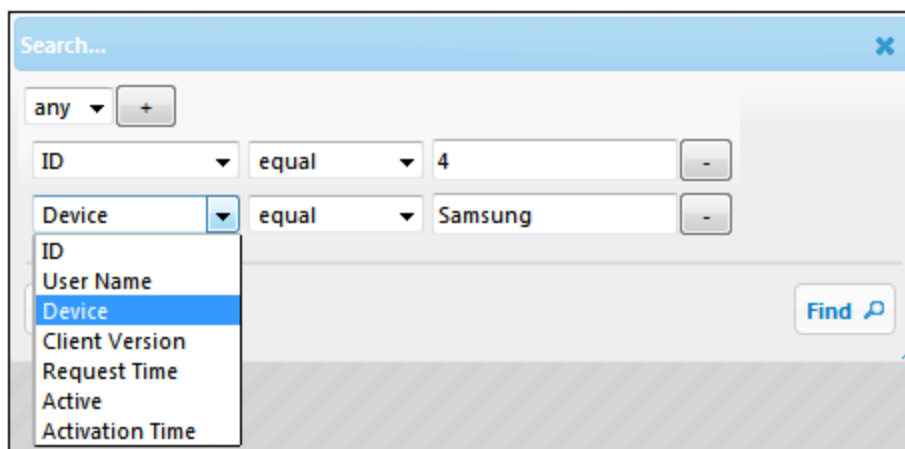 Search...
any +
ID equal 4 -
Device equal Samsung -
ID
User Name
Device
Find
Client Version
Request Time
Active
Activation Time